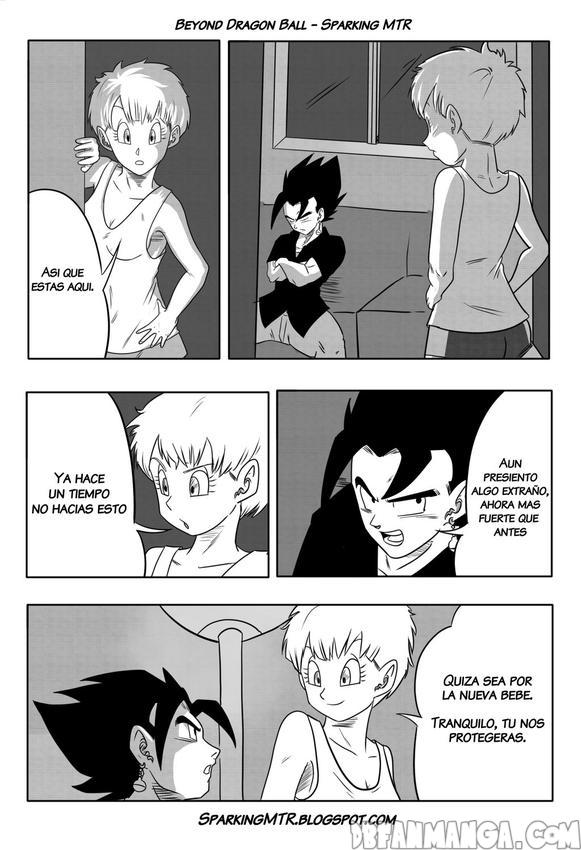 Beyond Dragon Ball – Sparking MTR
Asi que
estas aqui.
Ya hace
un tiempo
no hacias esto
Aun
presiento
algo extraño,
ahora mas
fuerte que
antes
Quiza sea por
la nueva bebe.
Tranquilo, tu nos
protegeras.
SparkingMTR.blogspot.com
DBFANMANGA.COM